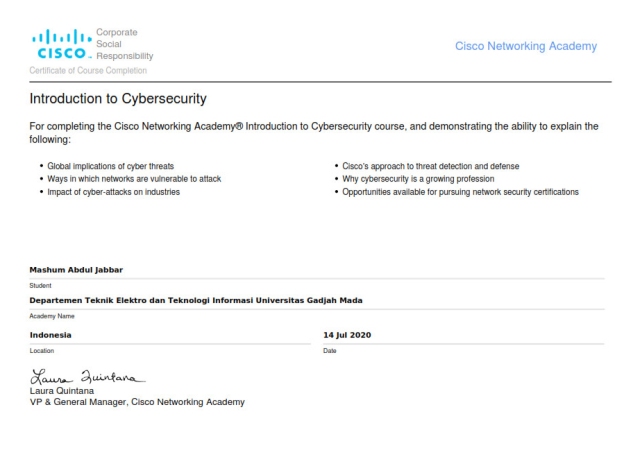 Corporate
Social
CISCO Responsibility
Cisco Networking Academy
Certificate of Course Completion
Introduction to Cybersecurity
For completing the Cisco Networking Academy® Introduction to Cybersecurity course, and demonstrating the ability to explain the
following:
• Global implications of cyber threats
• Ways in which networks are vulnerable to attack
• Impact of cyber-attacks on industries
• Cisco's approach to threat detection and defense
• Why cybersecurity is a growing profession
• Opportunities available for pursuing network security certifications
Mashum Abdul Jabbar
Student
Departemen Teknik Elektro dan Teknologi Informasi Universitas Gadjah Mada
Academy Name
Indonesia
Location
14 Jul 2020
Date
Laura Quintana
Laura Quintana
VP & General Manager, Cisco Networking Academy